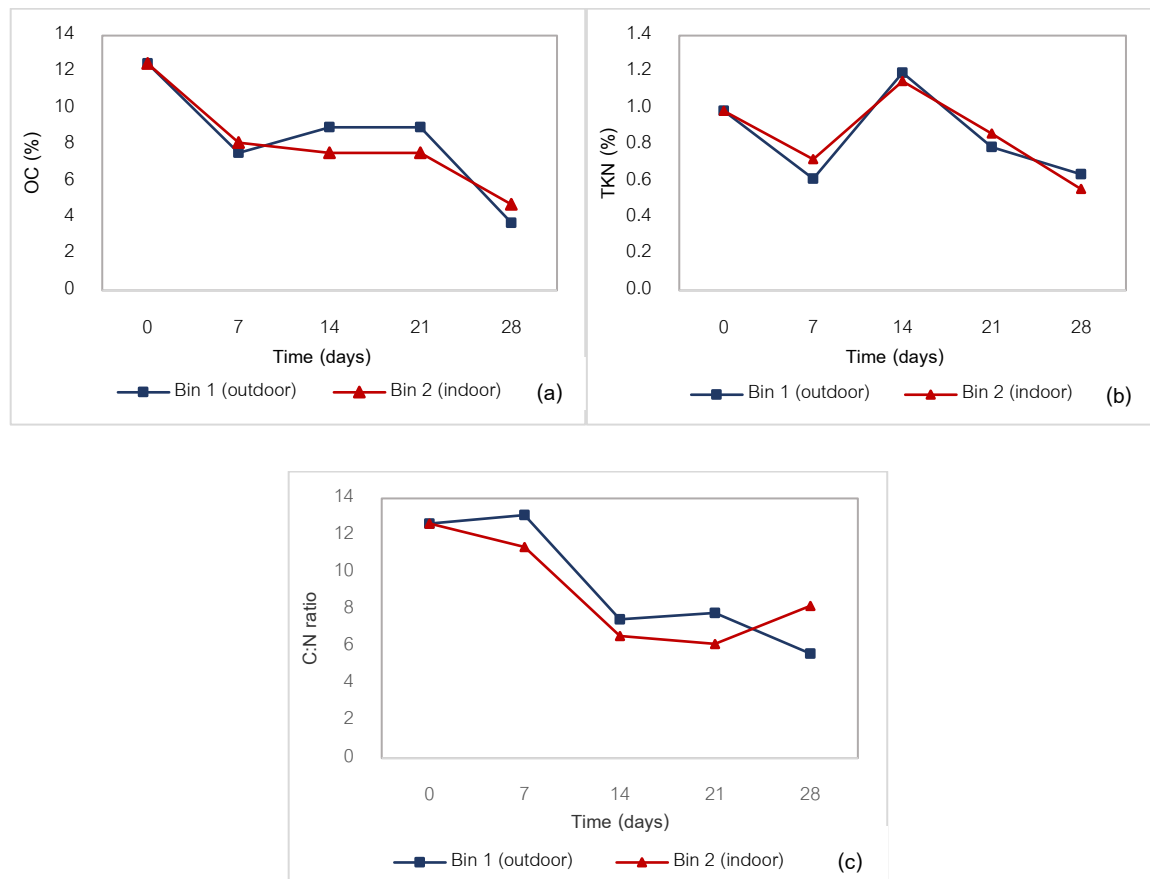 14
12
10
8
6
4
2
0
OC (%)
0 7 14 21 28
Time (days)
Bin 1 (outdoor) Bin 2 (indoor) (a)
1.4
1.2
1.0
0.8
0.6
0.4
0.2
0.0
TKN (%)
0 7 14 21 28
Time (days)
Bin 1 (outdoor) Bin 2 (indoor) (b)
14
12
10
8
6
4
2
0
C:N ratio
0 7 14 21 28
Time (days)
Bin 1 (outdoor) Bin 2 (indoor) (c)